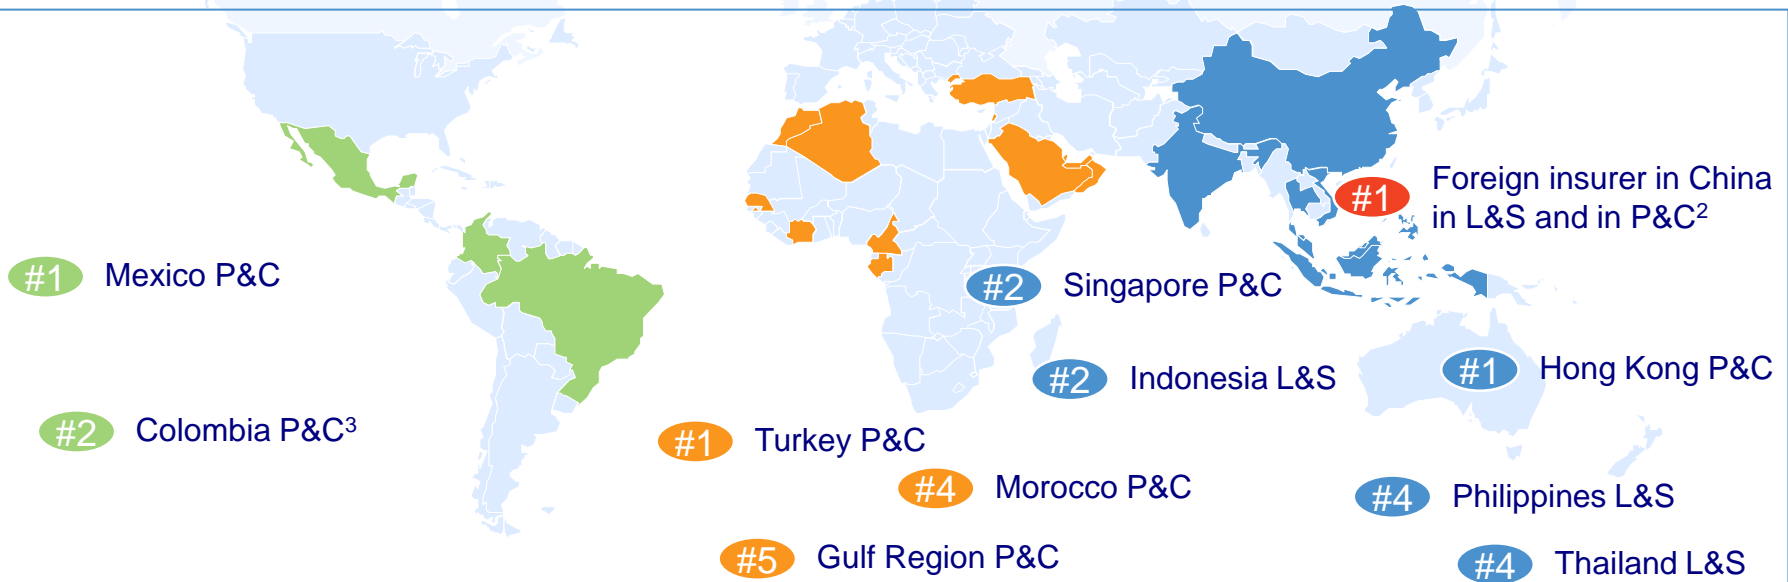 #1 Foreign insurer in China
in L&S and in P&C²
#1 Mexico P&C
#2 Singapore P&C
#2 Indonesia L&S
#1 Hong Kong P&C
#2 Colombia P&C³
#1 Turkey P&C
#4 Morocco P&C
#4 Philippines L&S
#5 Gulf Region P&C
#4 Thailand L&S